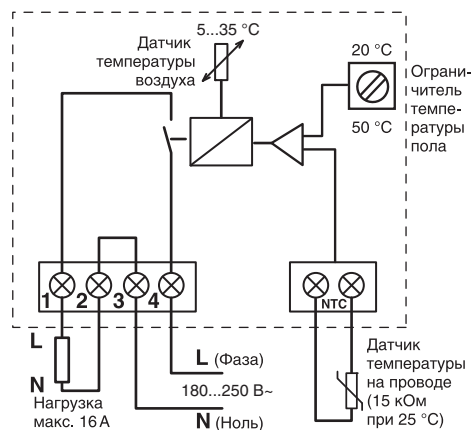 5...35 °C
Датчик
температуры
воздуха
20 °C
50 °C
Ограни-
читель
темпе-
ратуры
пола
1 2 3 4
NTC
L
N
Нагрузка
макс. 16 А
L (Фаза)
180...250 В~
N (Ноль)
Датчик
температуры
на проводе
(15 кОм
при 25 °C)